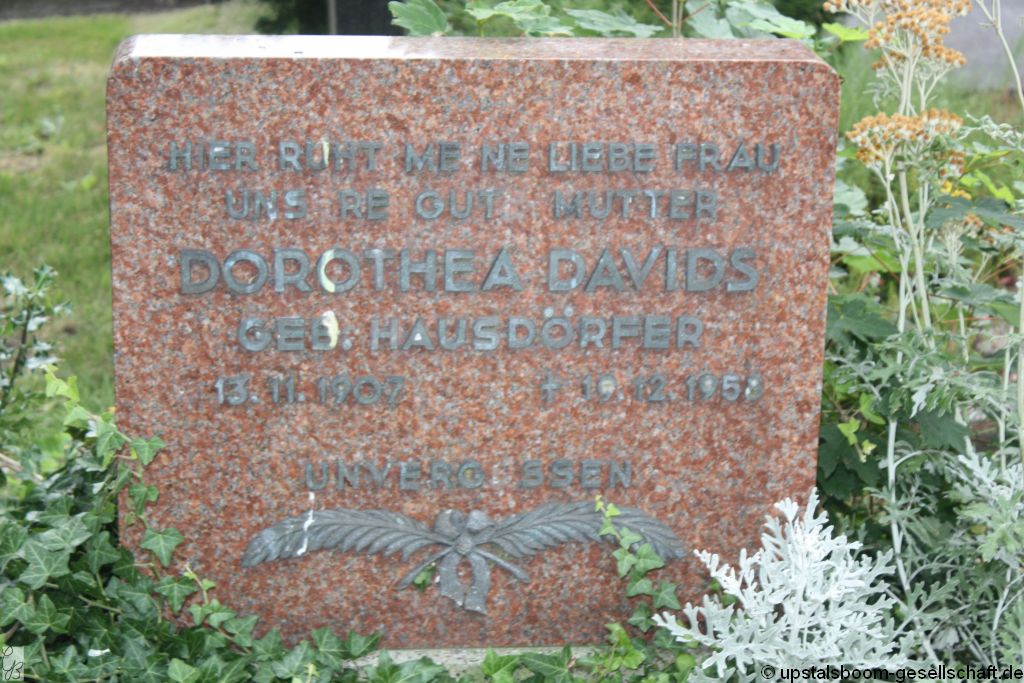 HIER RUHT ME NE LIEBE FRAU
UNS RE GUT MUTTER
DOROTHEA DAVIDS
GEB. HAUSDÖRFER
13.11.1907 † 19.12.1958
UNVERG SSEN
© upstalsboom-gesellschaft.de